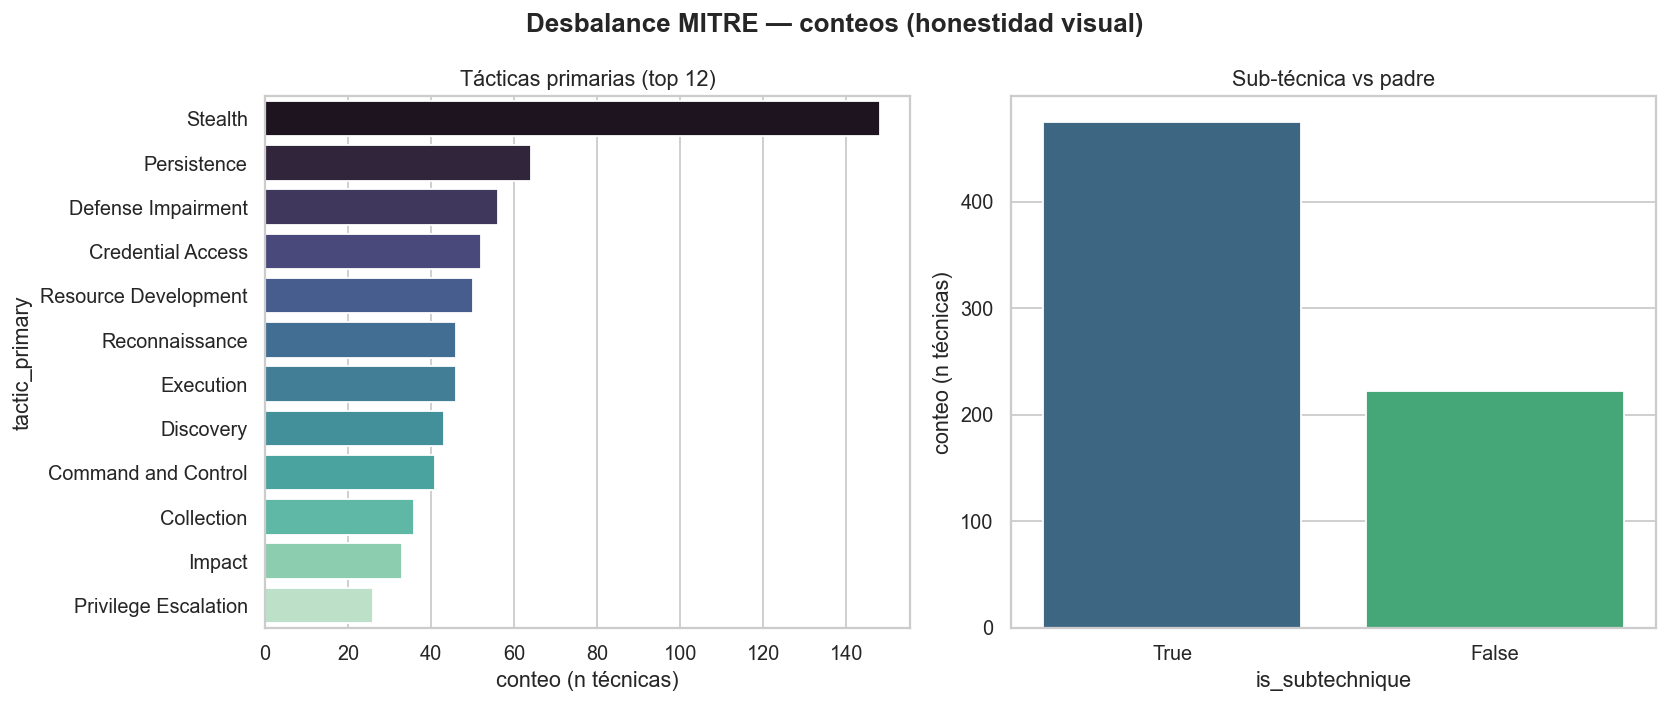 Desbalance MITRE — conteos (honestidad visual)
Tácticas primarias (top 12)
tactic_primary
Stealth
Persistence
Defense Impairment
Credential Access
Resource Development
Reconnaissance
Execution
Discovery
Command and Control
Collection
Impact
Privilege Escalation
0 20 40 60 80 100 120 140
conteo (n técnicas)
Sub-técnica vs padre
conteo (n técnicas)
400
300
200
100
0
True False
is_subtechnique